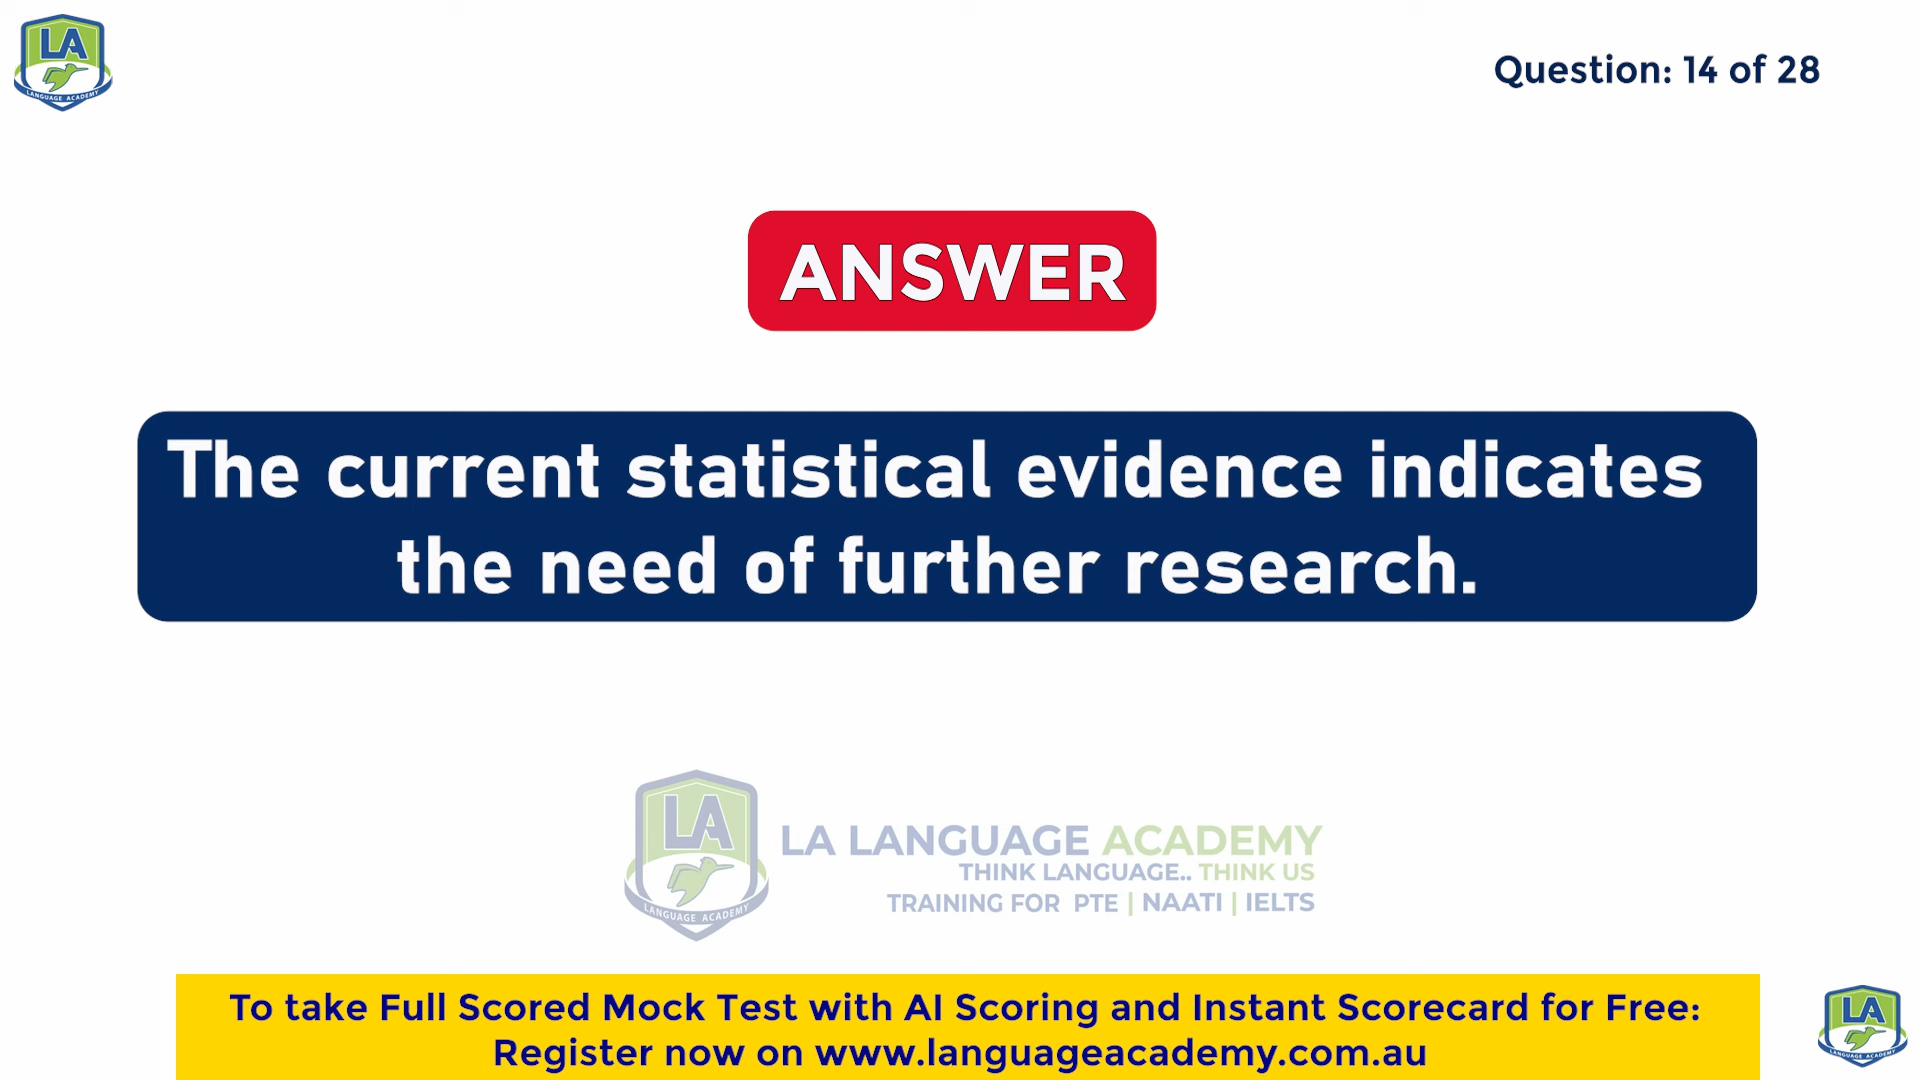 LA
LANGUAGE ACADEMY
Question: 14 of 28
ANSWER
The current statistical evidence indicates
the need of further research.
LA
LANGUAGE ACADEMY
LA LANGUAGE ACADEMY
THINK LANGUAGE.. THINK US
TRAINING FOR PTE | NAATI | IELTS
To take Full Scored Mock Test with AI Scoring and Instant Scorecard for Free:
Register now on www.languageacademy.com.au
LA
LANGUAGE ACADEMY